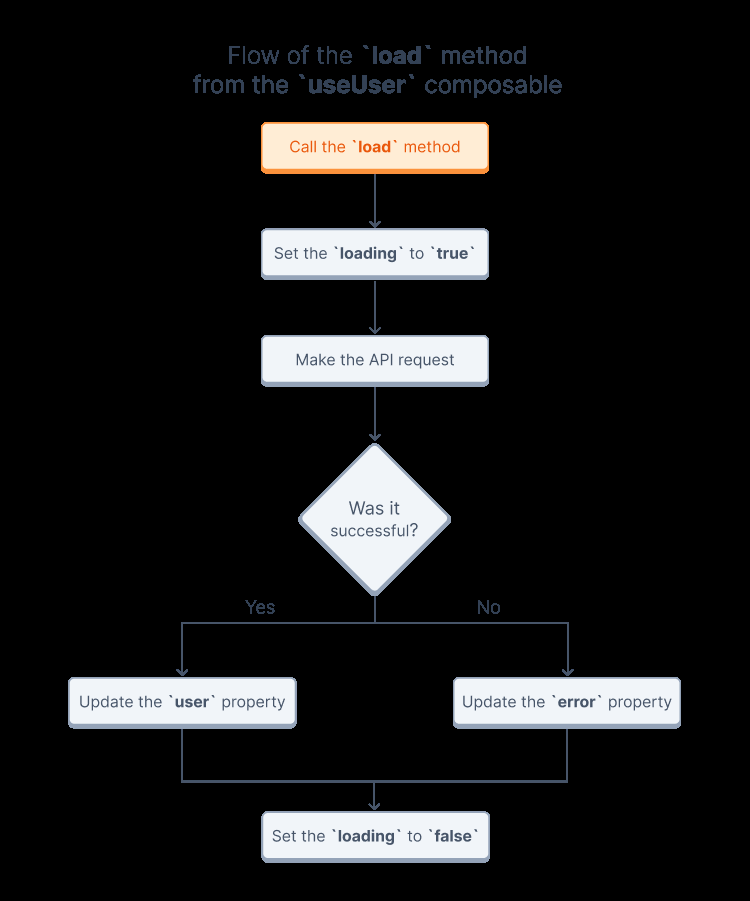 Flow of the `load` method
from the `useUser` composable
Call the `load` method
Set the `loading` to `true`
Make the API request
Was it
successful?
Yes
No
Update the `user` property
Update the `error` property
Set the `loading` to `false`